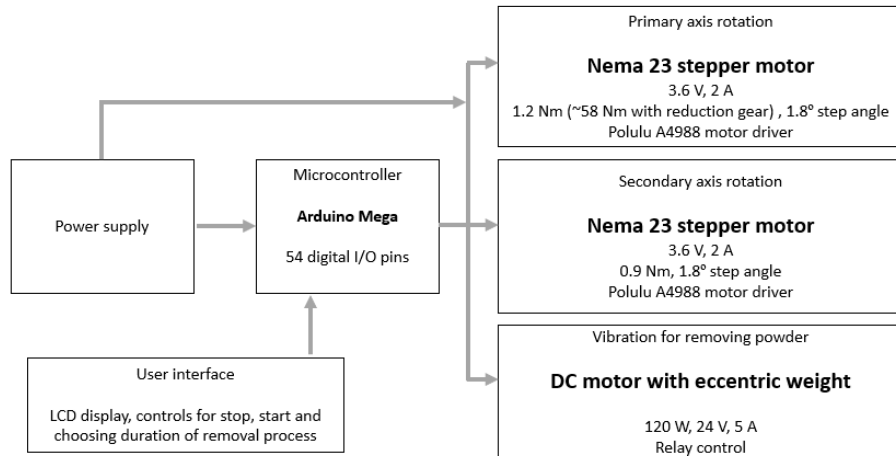 Primary axis rotation
Nema 23 stepper motor
3.6 V, 2 A
1.2 Nm (~58 Nm with reduction gear) , 1.8º step angle
Polulu A4988 motor driver
Power supply
Microcontroller
Arduino Mega
54 digital I/O pins
Secondary axis rotation
Nema 23 stepper motor
3.6 V, 2 A
0.9 Nm, 1.8º step angle
Polulu A4988 motor driver
User interface
LCD display, controls for stop, start and
choosing duration of removal process
Vibration for removing powder
DC motor with eccentric weight
120 W, 24 V, 5 A
Relay control